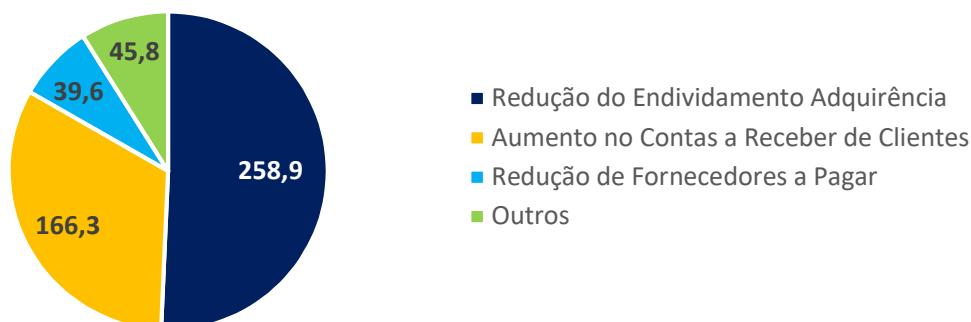 45,8
39,6
258,9
166,3
Redução do Endividamento Adquirência
Aumento no Contas a Receber de Clientes
Redução de Fornecedores a Pagar
Outros